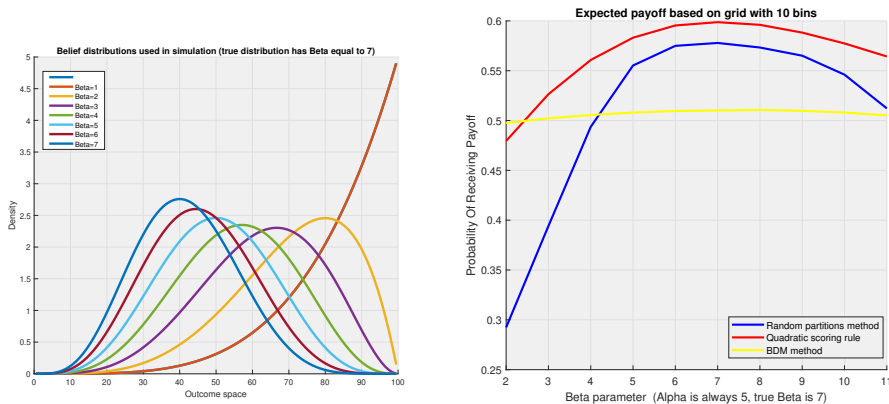 Belief distributions used in simulation (true distribution has Beta equal to 7)
5
4.5
4
3.5
3
2.5
2
1.5
1
0.5
0
Density
Beta=1
Beta=2
Beta=3
Beta=4
Beta=5
Beta=6
Beta=7
0 10 20 30 40 50 60 70 80 90 100
Outcome space
Expected payoff based on grid with 10 bins
0.6
0.55
0.5
0.45
0.4
0.35
0.3
0.25
Probability Of Receiving Payoff
Random partitions method
Quadratic scoring rule
BDM method
2 3 4 5 6 7 8 9 10 11
Beta parameter (Alpha is always 5, true Beta is 7)